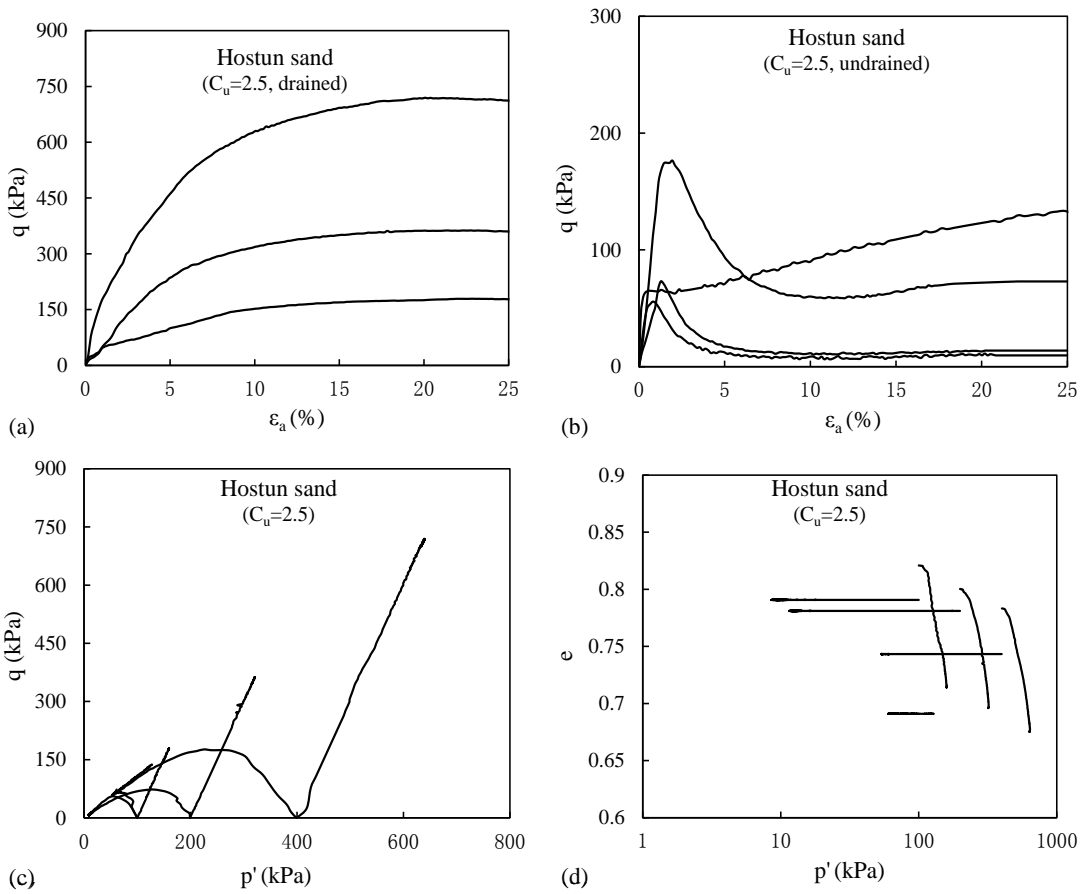 Hostun sand
(Cu=2.5, drained)
900
750
600
450
300
150
0
q (kPa)
0 5 10 15 20 25
εa (%)
(a)
Hostun sand
(Cu=2.5, undrained)
300
200
100
0
q (kPa)
0 5 10 15 20 25
εa (%)
(b)
Hostun sand
(Cu=2.5)
900
750
600
450
300
150
0
q (kPa)
0 200 400 600 800
p' (kPa)
(c)
Hostun sand
(Cu=2.5)
0.9
0.8
0.75
0.7
0.6
e
1 10 100 1000
p' (kPa)
(d)